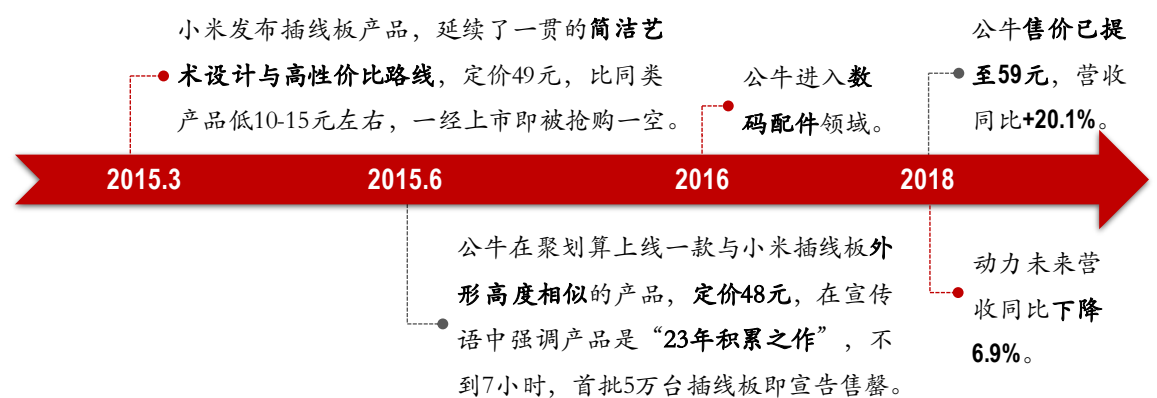 小米发布插线板产品，延续了一贯的简洁艺
术设计与高性价比路线，定价49元，比同类
产品低10-15元左右，一经上市即被抢购一空。
公牛进入数
码配件领域。
公牛售价已提
至59元，营收
同比+20.1%。
2015.3
2015.6
2016
2018
公牛在聚划算上线一款与小米插线板外
形高度相似的产品，定价48元，在宣传
语中强调产品是“23年积累之作”，不
到7小时，首批5万台插线板即宣告售罄。
动力未来营
收同比下降
6.9%。